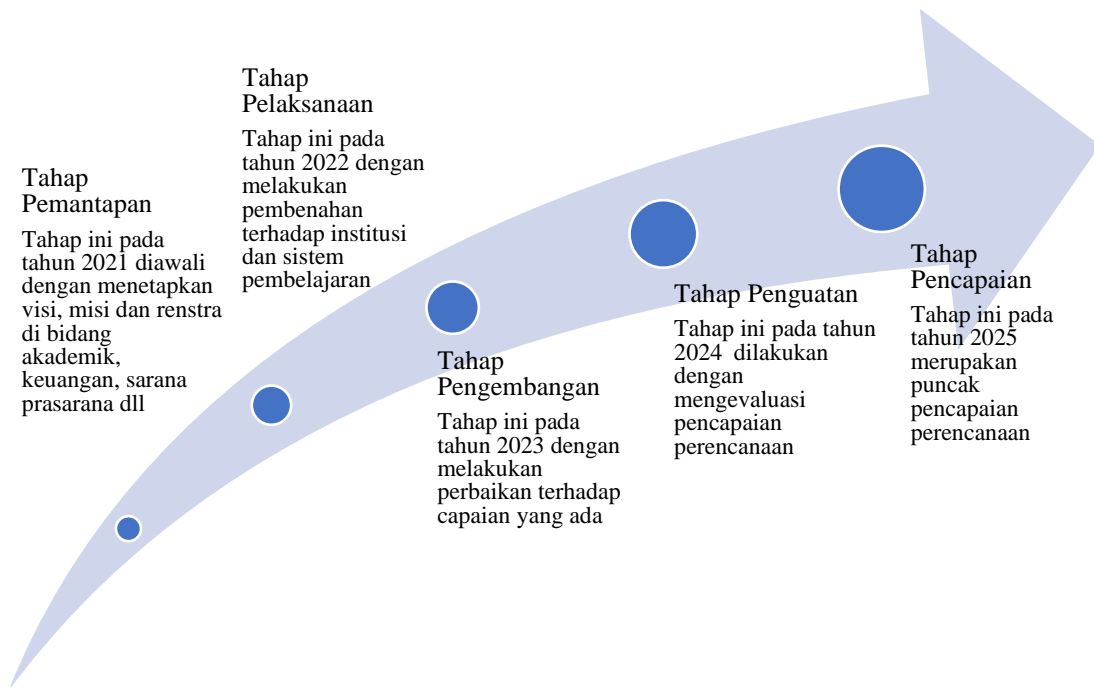 Tahap
Pemantapan
Tahap ini pada
tahun 2021 diawali
dengan menetapkan
visi, misi dan renstra
di bidang
akademik,
keuangan, sarana
prasarana dll
Tahap
Pelaksanaan
Tahap ini pada
tahun 2022 dengan
melakukan
pembenahan
terhadap institusi
dan sistem
pembelajaran
Tahap
Pengembangan
Tahap ini pada
tahun 2023 dengan
melakukan
perbaikan terhadap
capaian yang ada
Tahap Penguatan
Tahap ini pada tahun
2024 dilakukan
dengan
mengevaluasi
pencapaian
perencanaan
Tahap
Pencapaian
Tahap ini pada
tahun 2025
merupakan
puncak
pencapaian
perencanaan